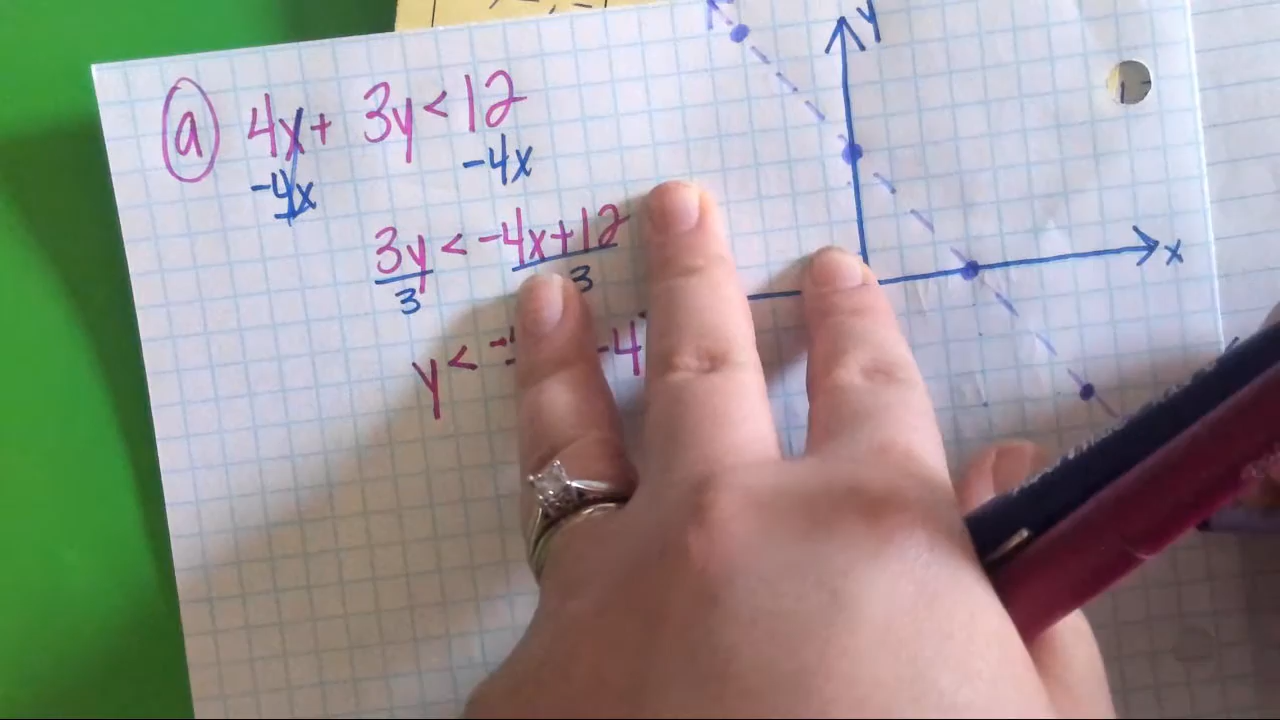 a 4x + 3y < 12
-4x -4x
3y < -4x+12
3 3
y <
y
x